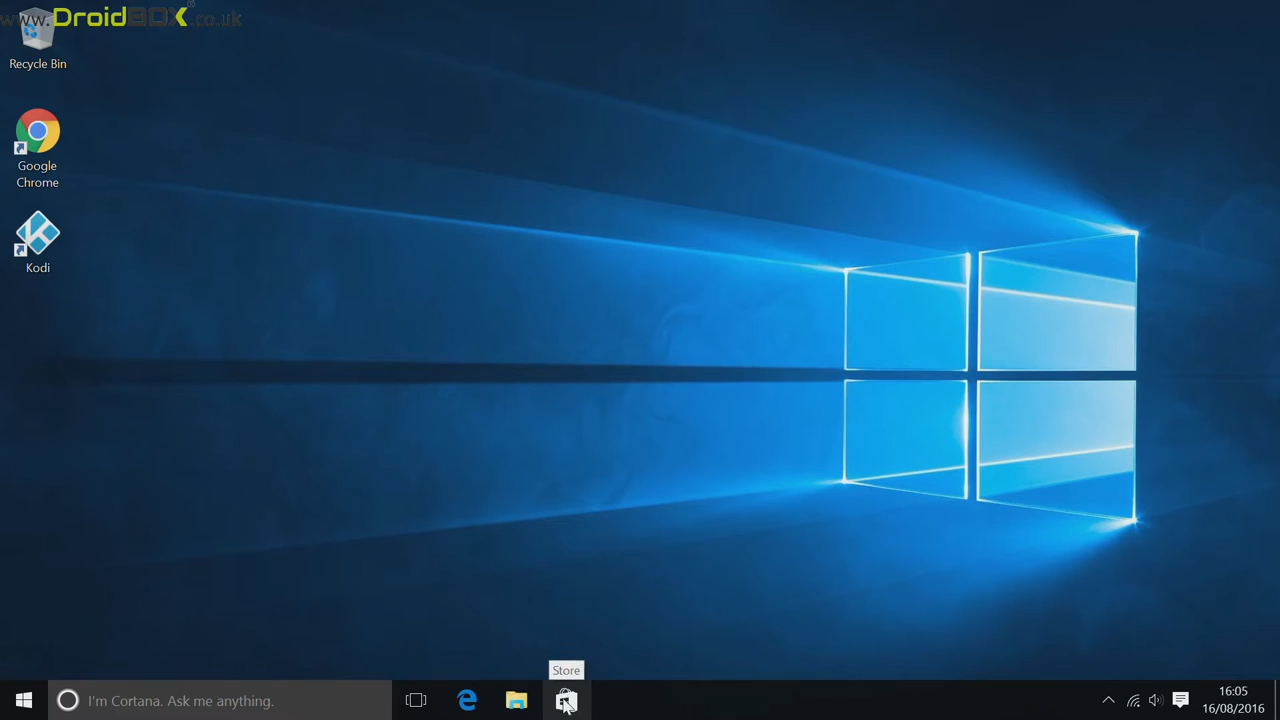 www.DroidBOX.co.uk
Recycle Bin
Google
Chrome
Kodi
Store
I'm Cortana. Ask me anything.
16:05
16/08/2016